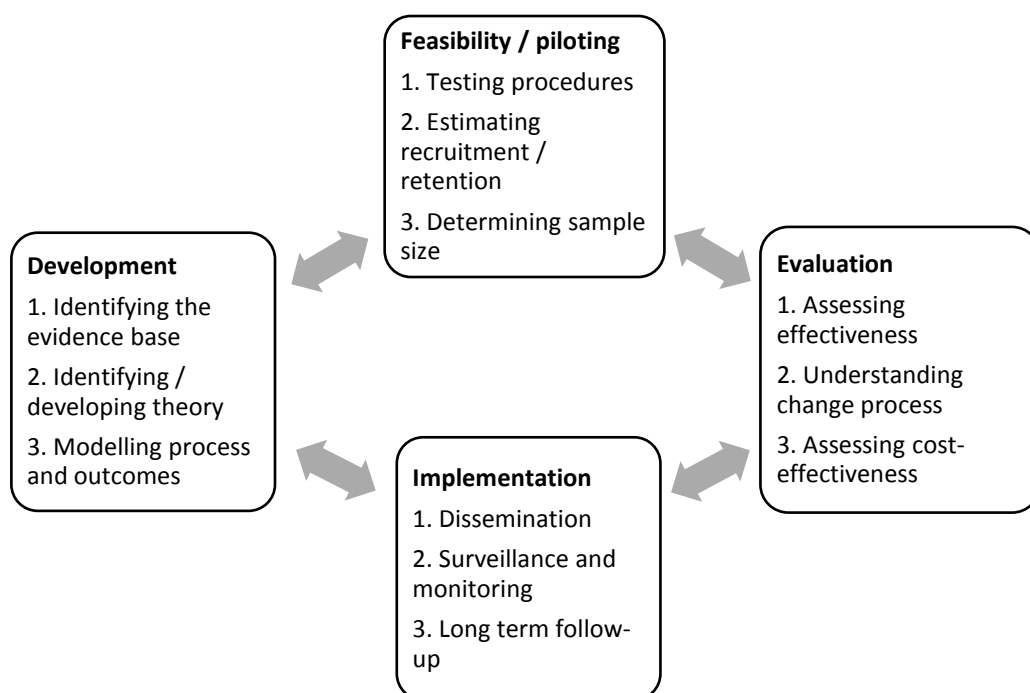 Feasibility / piloting
1. Testing procedures
2. Estimating
recruitment /
retention
3. Determining sample
size
Development
1. Identifying the
evidence base
2. Identifying /
developing theory
3. Modelling process
and outcomes
Evaluation
1. Assessing
effectiveness
2. Understanding
change process
3. Assessing cost-
effectiveness
Implementation
1. Dissemination
2. Surveillance and
monitoring
3. Long term follow-
up